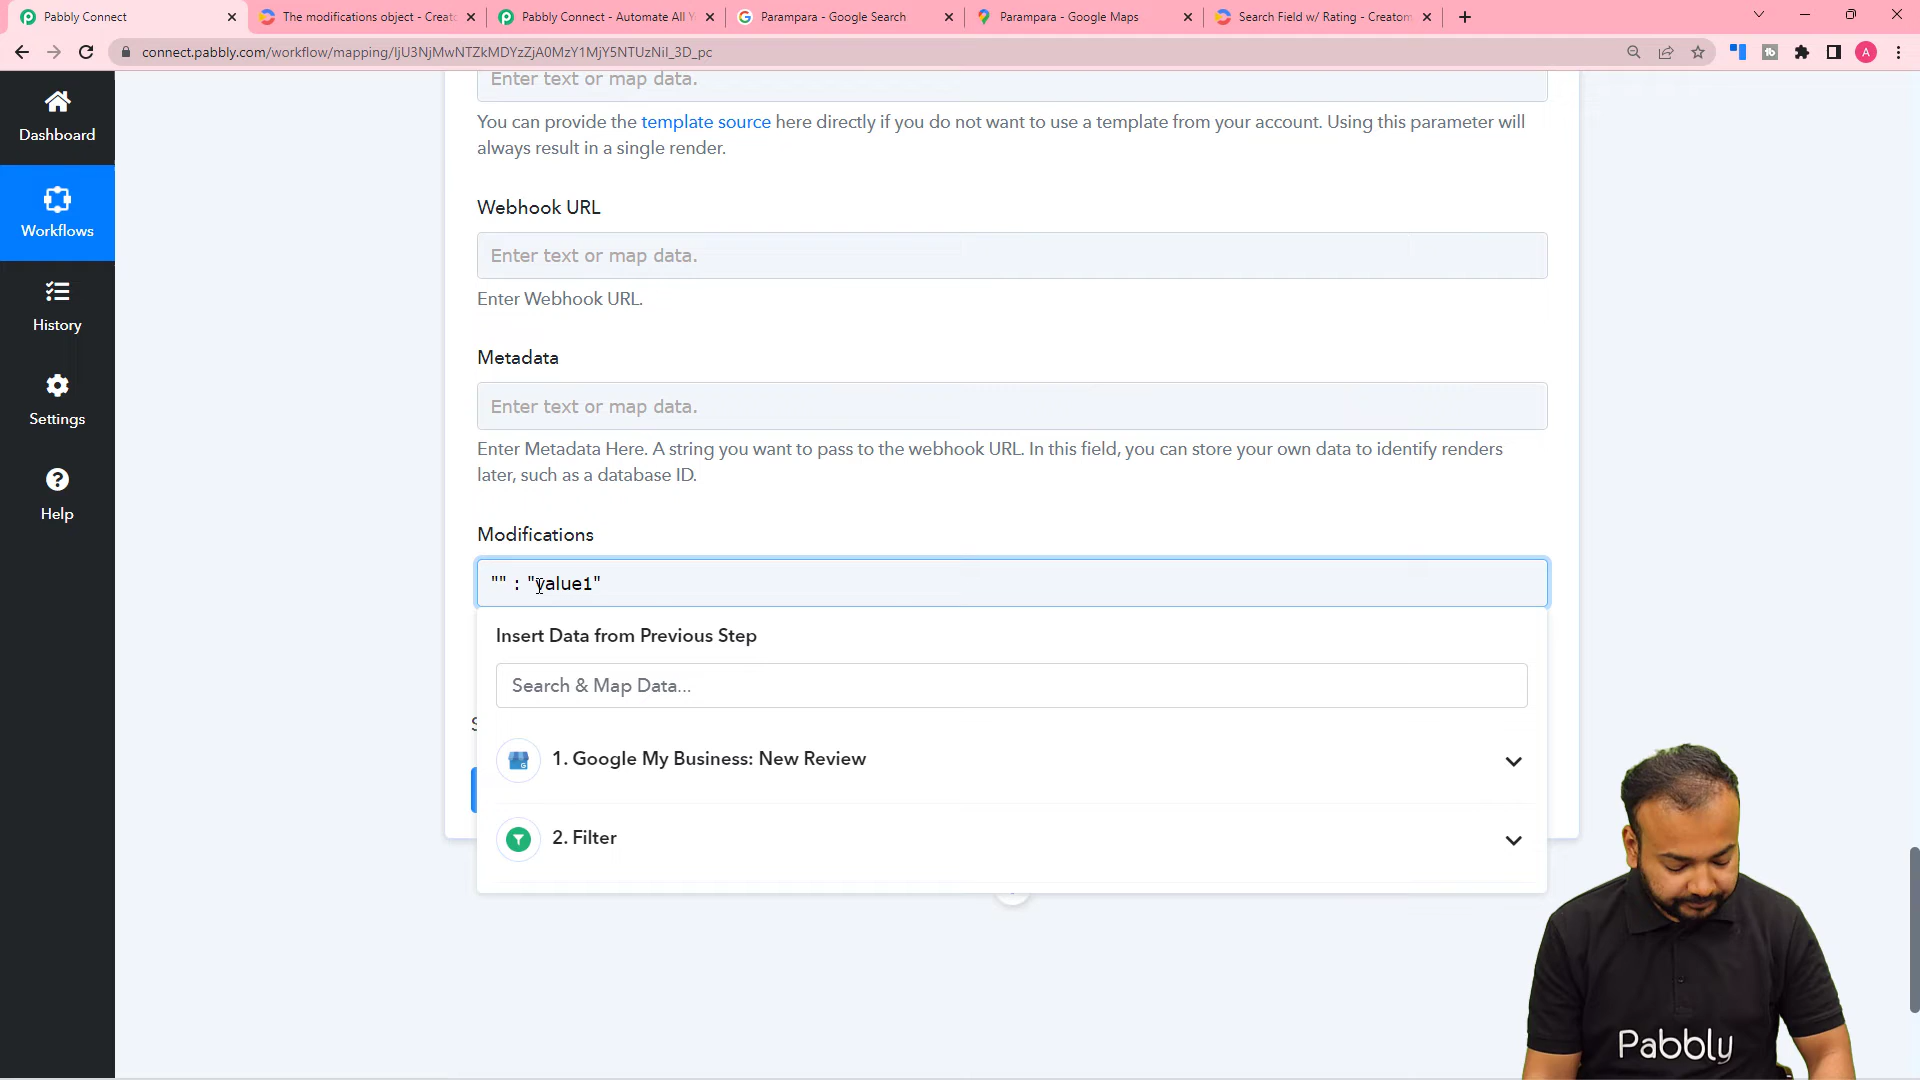 Pabbly Connect
The modifications object - Creato
Pabbly Connect - Automate All Y
Parampara - Google Search
Parampara - Google Maps
Search Field w/ Rating - Creatom
connect.pabbly.com/workflow/mapping/IjU3NjMwNTZkMDYzZjA0MzY1MjY5NTUzNiI_3D_pc
A
Dashboard
Workflows
History
Settings
Help
Enter text or map data.
You can provide the template source here directly if you do not want to use a template from your account. Using this parameter will
always result in a single render.
Webhook URL
Enter text or map data.
Enter Webhook URL.
Metadata
Enter text or map data.
Enter Metadata Here. A string you want to pass to the webhook URL. In this field, you can store your own data to identify renders
later, such as a database ID.
Modifications
"" : "value1"
Insert Data from Previous Step
Search & Map Data...
1. Google My Business: New Review
2. Filter
Pabbly